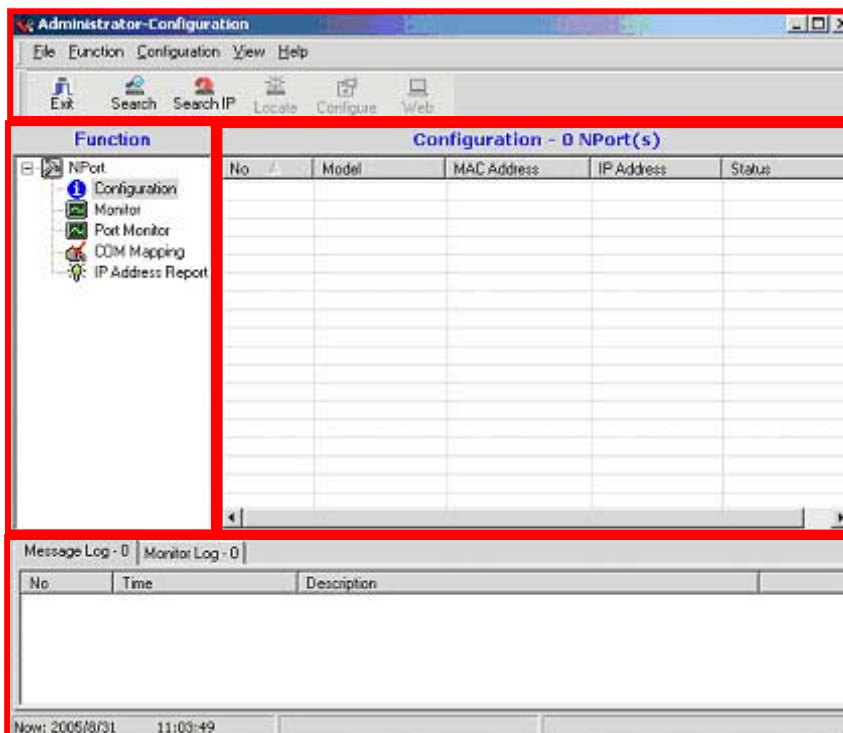 Administrator-Configuration
File Function Configuration View Help
Exit Search Search IP Locate Configure Web
Function
NPort
Configuration
Monitor
Port Monitor
COM Mapping
IP Address Report
Configuration - 0 NPort(s)
No Model MAC Address IP Address Status
Message Log - 0 Monitor Log - 0
No Time Description
Now: 2005/8/31 11:03:49